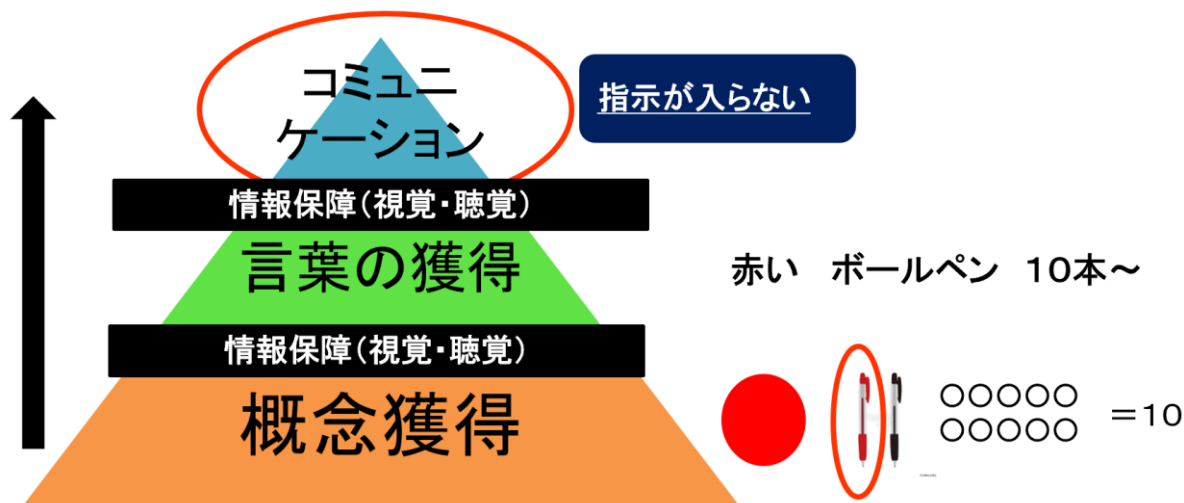 コミュニ
ケーション
指示が入らない
情報保障(視覚・聴覚)
言葉の獲得
赤い ボールペン 10本～
情報保障(視覚・聴覚)
概念獲得
○○○○○
○○○○○
=10